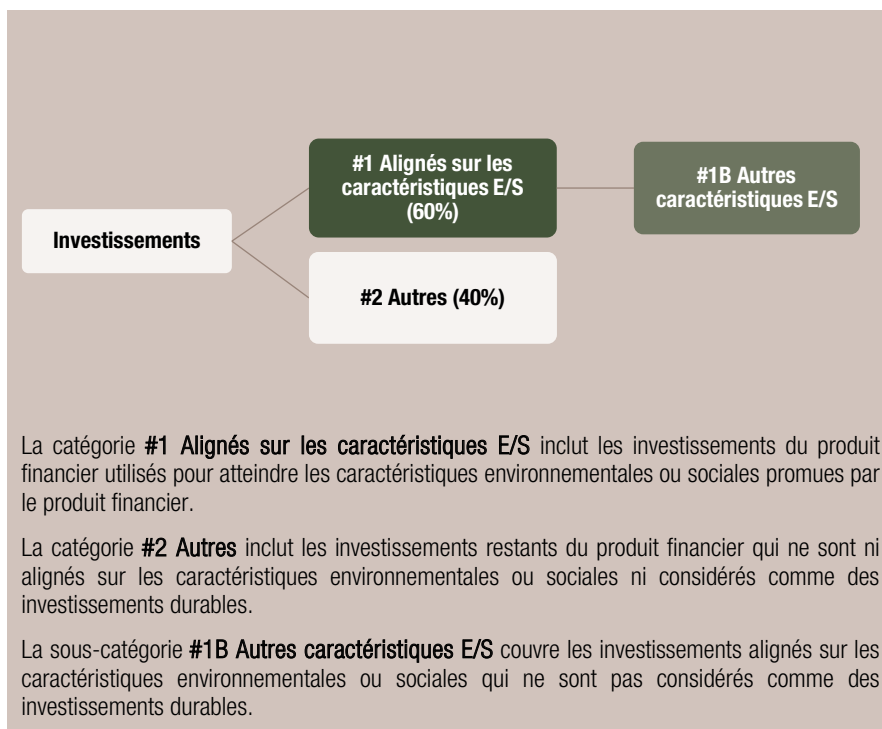 #1 Alignés sur les
caractéristiques E/S
(60%)
#1B Autres
caractéristiques E/S
Investissements
#2 Autres (40%)
La catégorie #1 Alignés sur les caractéristiques E/S inclut les investissements du produit
financier utilisés pour atteindre les caractéristiques environnementales ou sociales promues par
le produit financier.
La catégorie #2 Autres inclut les investissements restants du produit financier qui ne sont ni
alignés sur les caractéristiques environnementales ou sociales ni considérés comme des
investissements durables.
La sous-catégorie #1B Autres caractéristiques E/S couvre les investissements alignés sur les
caractéristiques environnementales ou sociales qui ne sont pas considérés comme des
investissements durables.